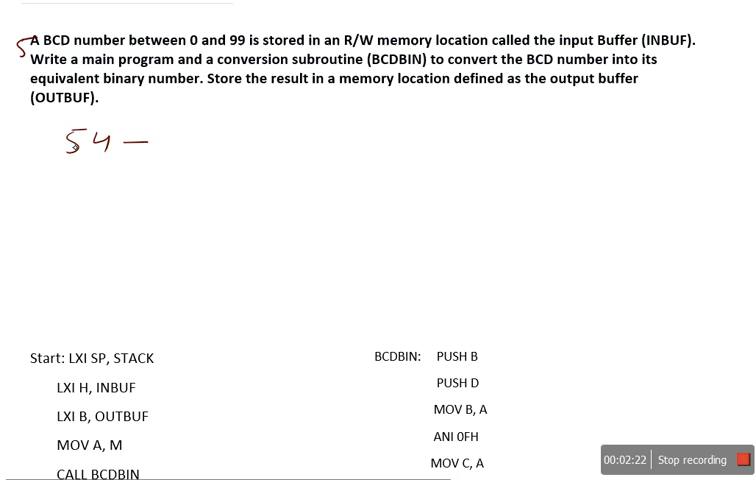 5 A BCD number between 0 and 99 is stored in an R/W memory location called the input Buffer (INBUF).
Write a main program and a conversion subroutine (BCDBIN) to convert the BCD number into its
equivalent binary number. Store the result in a memory location defined as the output buffer
(OUTBUF).
54 —
Start: LXI SP, STACK
LXI H, INBUF
LXI B, OUTBUF
MOV A, M
CALL BCDBIN
BCDBIN: PUSH B
PUSH D
MOV B, A
ANI 0FH
MOV C, A
00:02:22 Stop recording